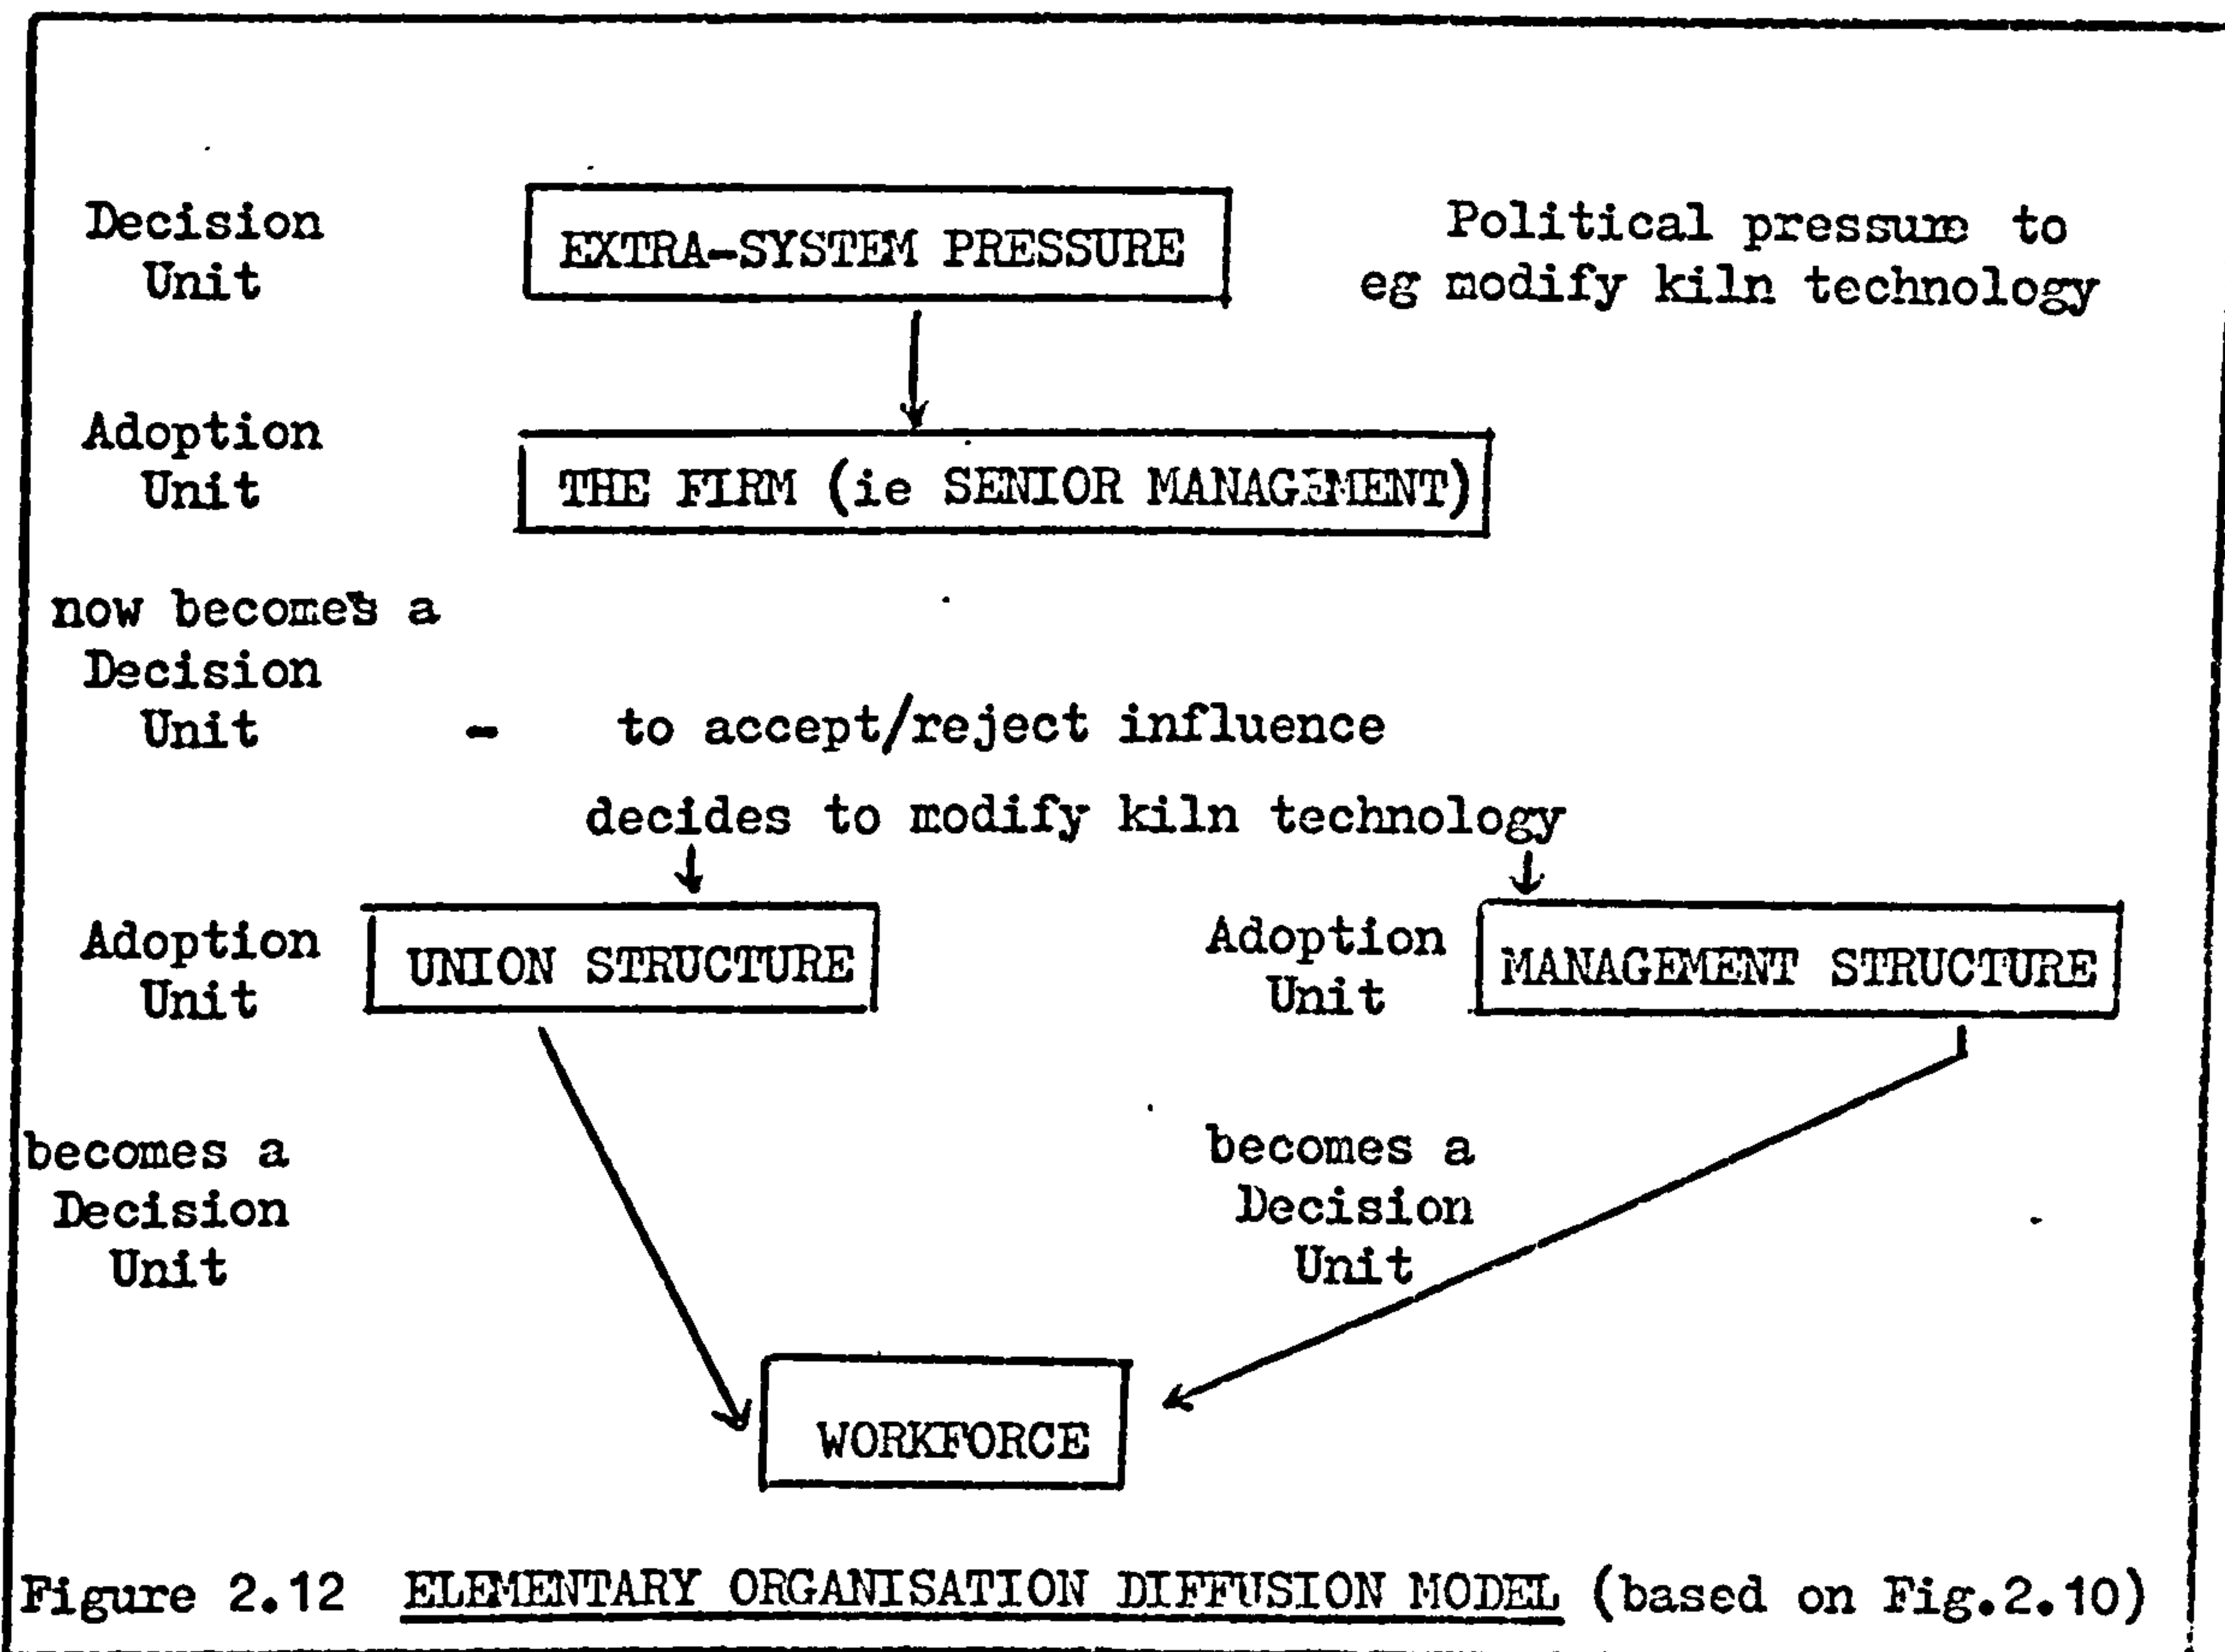 Decision
Unit
EXTRA-SYSTEM PRESSURE
Political pressure to
eg modify kiln technology
Adoption
Unit
THE FIRM (ie SENIOR MANAGEMENT)
now becomes a
Decision
Unit - to accept/reject influence
decides to modify kiln technology
Adoption
Unit
UNION STRUCTURE
Adoption
Unit
MANAGEMENT STRUCTURE
becomes a
Decision
Unit
becomes a
Decision
Unit
WORKFORCE
Figure 2.12 ELEMENTARY ORGANISATION DIFFUSION MODEL (based on Fig.2.10)